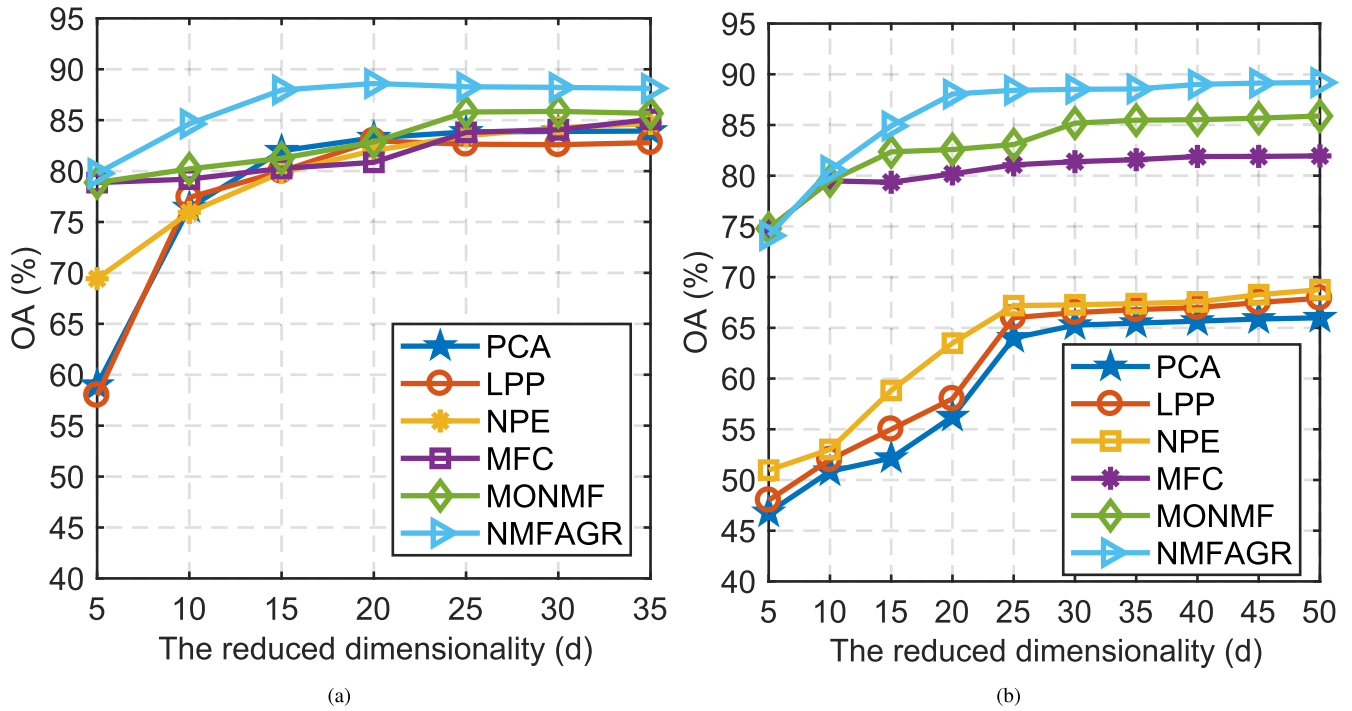 95
90
85
80
75
70
65
60
55
50
45
40
OA (%)
5 10 15 20 25 30 35
The reduced dimensionality (d)
PCA
LPP
NPE
MFC
MONMF
NMFAGR
(a)
95
90
85
80
75
70
65
60
55
50
45
40
OA (%)
5 10 15 20 25 30 35 40 45 50
The reduced dimensionality (d)
PCA
LPP
NPE
MFC
MONMF
NMFAGR
(b)